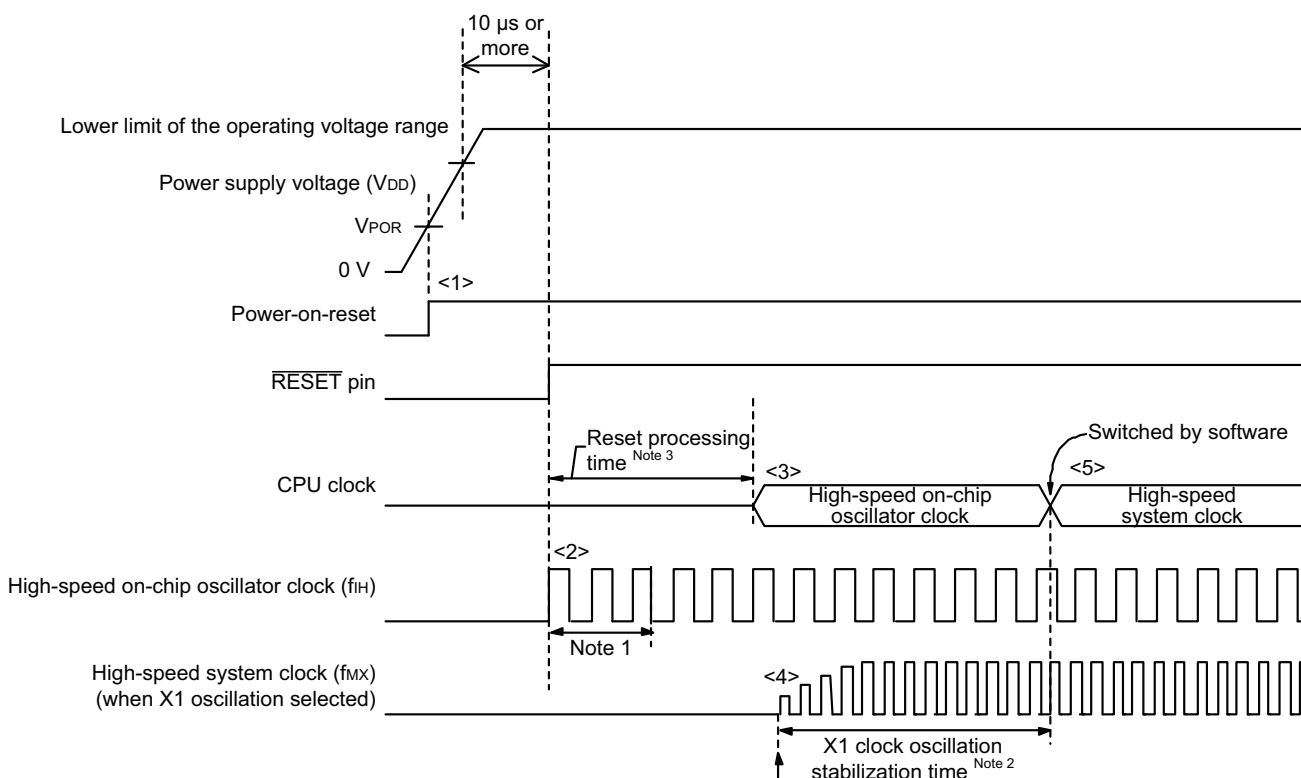 10 µs or
more
Lower limit of the operating voltage range
Power supply voltage (VDD)
VPOR
0 V
<1>
Power-on-reset
RESET pin
Reset processing
time Note 3
Switched by software
<3>
<5>
CPU clock
High-speed on-chip
oscillator clock
High-speed
system clock
<2>
High-speed on-chip oscillator clock (fIH)
Note 1
High-speed system clock (fMX)
(when X1 oscillation selected)
<4>
X1 clock oscillation
stabilization time Note 2